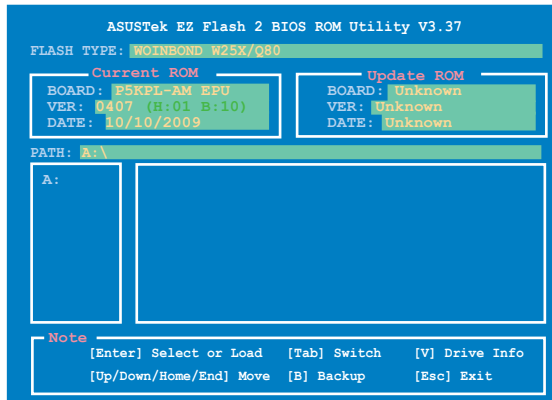 ASUSTek EZ Flash 2 BIOS ROM Utility V3.37
FLASH TYPE: WOINBOND W25X/Q80
Current ROM
BOARD: P5KPL-AM EPU
VER: 0407 (H:01 B:10)
DATE: 10/10/2009
Update ROM
BOARD: Unknown
VER: Unknown
DATE: Unknown
PATH: A:\
A:
Note
[Enter] Select or Load [Tab] Switch [V] Drive Info
[Up/Down/Home/End] Move [B] Backup [Esc] Exit